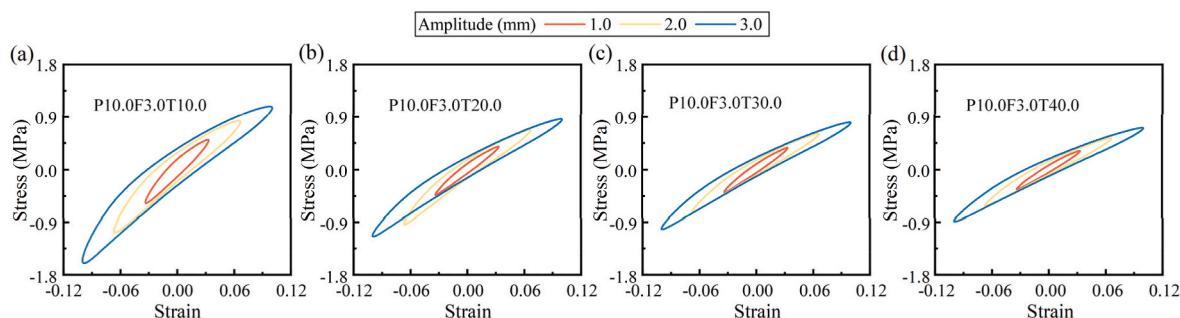 Amplitude (mm) 1.0 2.0 3.0
(a) (b) (c) (d)
1.8 1.8 1.8 1.8
P10.0F3.0T10.0 P10.0F3.0T20.0 P10.0F3.0T30.0 P10.0F3.0T40.0
0.9 0.9 0.9 0.9
Stress (MPa) Stress (MPa) Stress (MPa) Stress (MPa)
0.0 0.0 0.0 0.0
-0.9 -0.9 -0.9 -0.9
-1.8 -1.8 -1.8 -1.8
-0.12 -0.06 0.00 0.06 0.12 -0.12 -0.06 0.00 0.06 0.12 -0.12 -0.06 0.00 0.06 0.12 -0.12 -0.06 0.00 0.06 0.12
Strain Strain Strain Strain